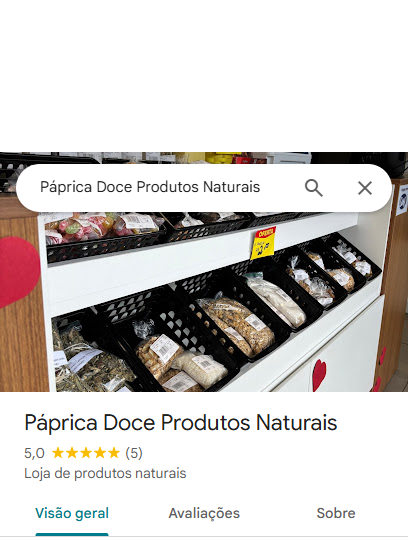 Páprica Doce Produtos Naturais
OFERTA
Páprica Doce Produtos Naturais
5,0 (5)
Loja de produtos naturais
Visão geral
Avaliações
Sobre